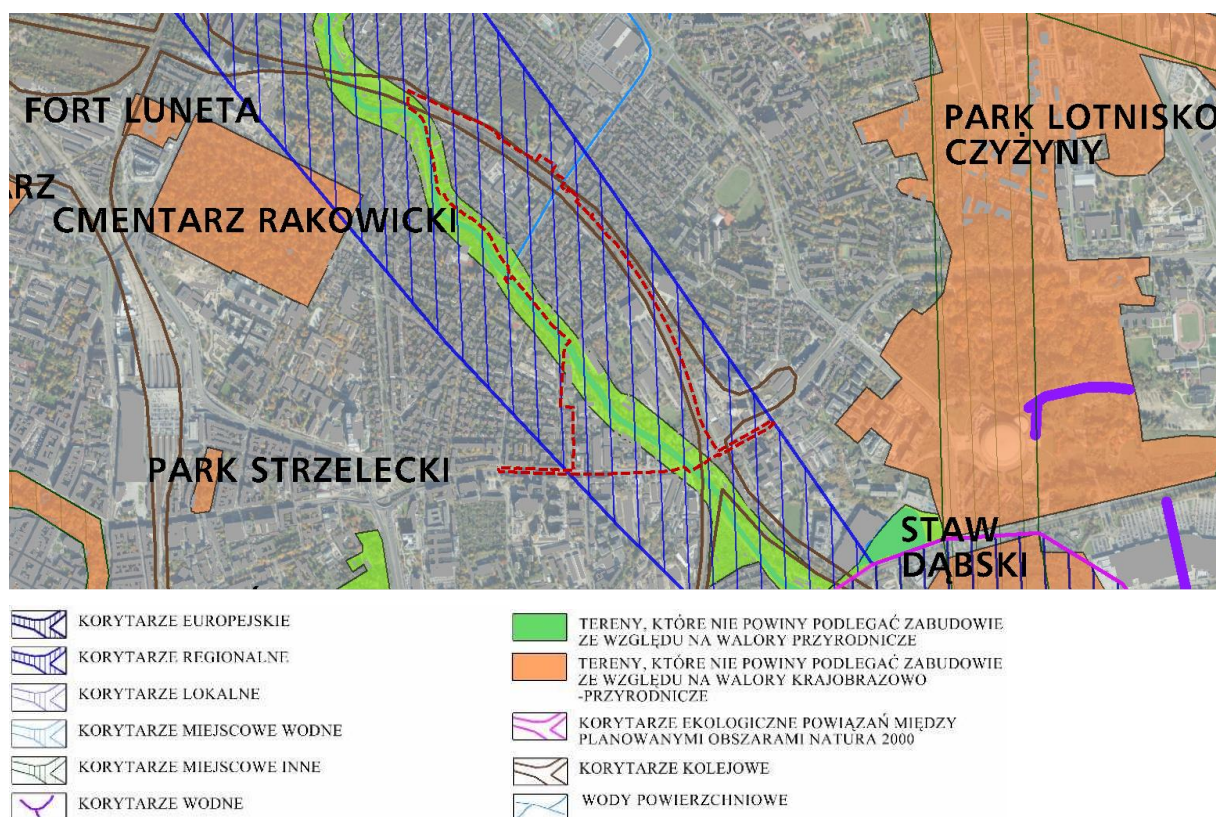 FORT LUNETA
PARK LOTNISKO
CZYŻYNY
ARZ
CMENTARZ RAKOWICKI
PARK STRZELECKI
STAW
DĄBSKI
KORYTARZE EUROPEJSKIE
KORYTARZE REGIONALNE
KORYTARZE LOKALNE
KORYTARZE MIEJSCOWE WODNE
KORYTARZE MIEJSCOWE INNE
KORYTARZE WODNE
TERENY, KTÓRE NIE POWINY PODLEGAĆ ZABUDOWIE
ZE WZGLĘDU NA WALORY PRZYRODNICZE
TERENY, KTÓRE NIE POWINY PODLEGAĆ ZABUDOWIE
ZE WZGLĘDU NA WALORY KRAJOBRAZOWO
-PRZYRODNICZE
KORYTARZE EKOLOGICZNE POWIĄZAŃ MIĘDZY
PLANOWANYMI OBSZARAMI NATURA 2000
KORYTARZE KOLEJOWE
WODY POWIERZCHNIOWE